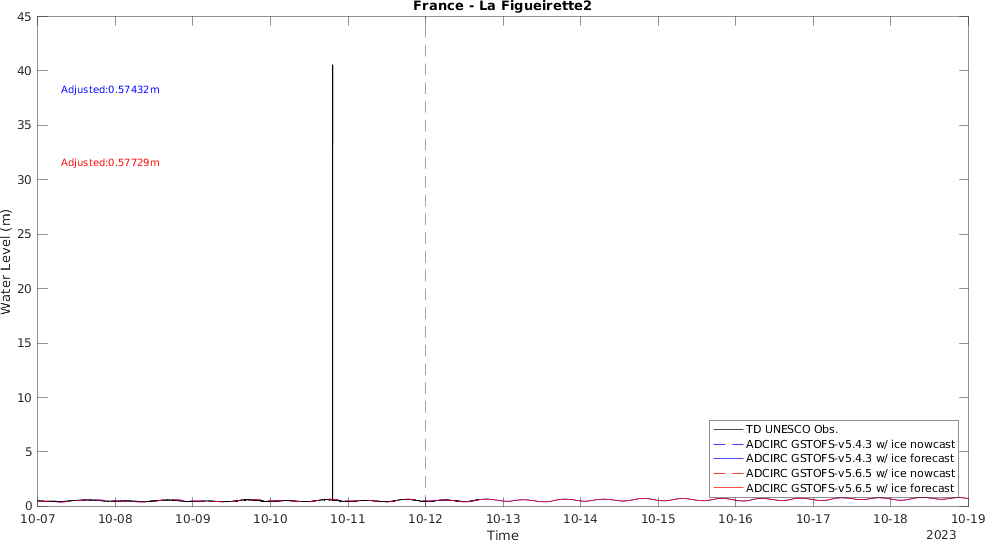 France - La Figueirette2
45
40
35
30
25
20
15
10
5
0
Water Level (m)
Adjusted:0.57432m
Adjusted:0.57729m
TD UNESCO Obs.
ADCIRC GSTOFS-v5.4.3 w/ ice nowcast
ADCIRC GSTOFS-v5.4.3 w/ ice forecast
ADCIRC GSTOFS-v5.6.5 w/ ice nowcast
ADCIRC GSTOFS-v5.6.5 w/ ice forecast
10-07 10-08 10-09 10-10 10-11 10-12 10-13 10-14 10-15 10-16 10-17 10-18 10-19
Time
2023